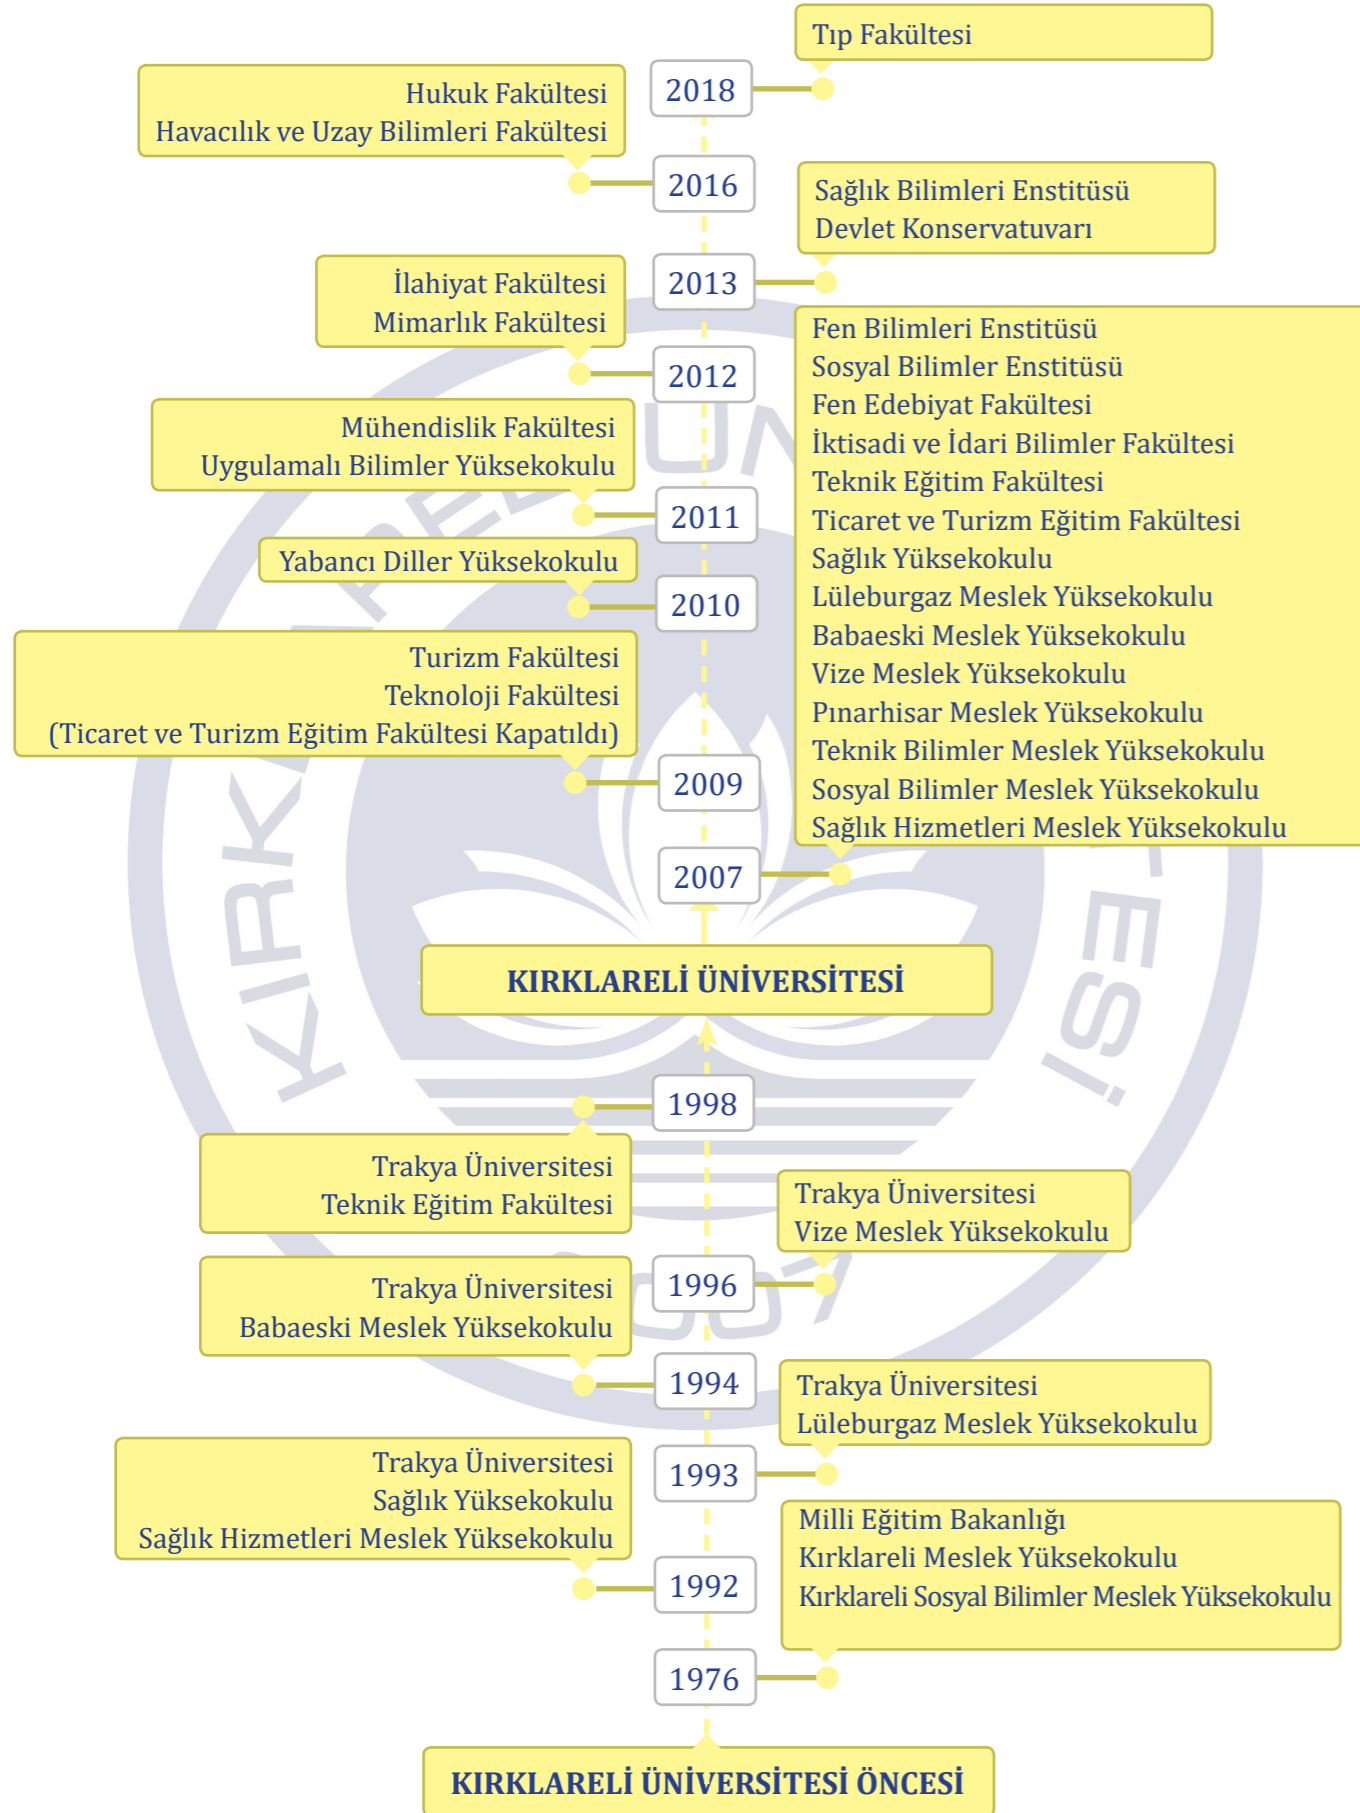 Tıp Fakültesi
2018
Hukuk Fakültesi
Havacılık ve Uzay Bilimleri Fakültesi
2016
Sağlık Bilimleri Enstitüsü
Devlet Konservatuvarı
2013
İlahiyat Fakültesi
Mimarlık Fakültesi
2012
Fen Bilimleri Enstitüsü
Sosyal Bilimler Enstitüsü
Fen Edebiyat Fakültesi
İktisadi ve İdari Bilimler Fakültesi
Teknik Eğitim Fakültesi
Ticaret ve Turizm Eğitim Fakültesi
Sağlık Yüksekokulu
Lüleburgaz Meslek Yüksekokulu
Babaeski Meslek Yüksekokulu
Vize Meslek Yüksekokulu
Pınarhisar Meslek Yüksekokulu
Teknik Bilimler Meslek Yüksekokulu
Sosyal Bilimler Meslek Yüksekokulu
Sağlık Hizmetleri Meslek Yüksekokulu
Mühendislik Fakültesi
Uygulamalı Bilimler Yüksekokulu
2011
Yabancı Diller Yüksekokulu
2010
Turizm Fakültesi
Teknoloji Fakültesi
(Ticaret ve Turizm Eğitim Fakültesi Kapatıldı)
2009
2007
KIRKLARELİ ÜNİVERSİTESİ
1998
Trakya Üniversitesi
Teknik Eğitim Fakültesi
Trakya Üniversitesi
Vize Meslek Yüksekokulu
1996
Trakya Üniversitesi
Babaeski Meslek Yüksekokulu
1994
Trakya Üniversitesi
Lüleburgaz Meslek Yüksekokulu
1993
Trakya Üniversitesi
Sağlık Yüksekokulu
Sağlık Hizmetleri Meslek Yüksekokulu
1992
Milli Eğitim Bakanlığı
Kırklareli Meslek Yüksekokulu
Kırklareli Sosyal Bilimler Meslek Yüksekokulu
1976
KIRKLARELİ ÜNİVERSİTESİ ÖNCESİ